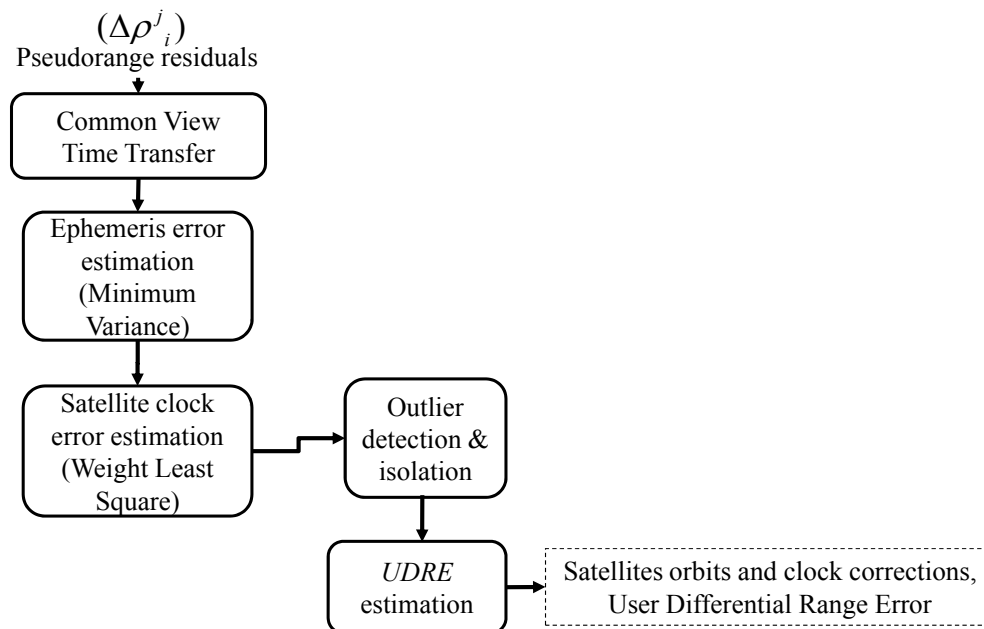 (Δρ^j_i)
Pseudorange residuals
Common View
Time Transfer
Ephemeris error
estimation
(Minimum
Variance)
Satellite clock
error estimation
(Weight Least
Square)
Outlier
detection &
isolation
UDRE
estimation
Satellites orbits and clock corrections,
User Differential Range Error